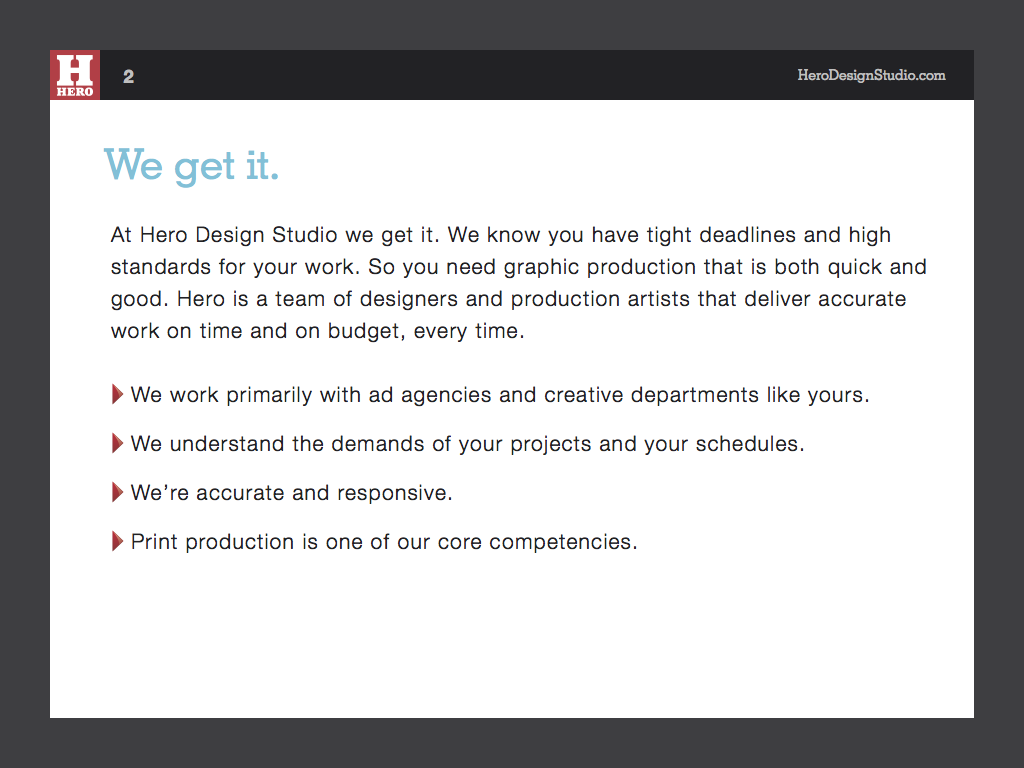 H
HERO
2
HeroDesignStudio.com
We get it.
At Hero Design Studio we get it. We know you have tight deadlines and high
standards for your work. So you need graphic production that is both quick and
good. Hero is a team of designers and production artists that deliver accurate
work on time and on budget, every time.
We work primarily with ad agencies and creative departments like yours.
We understand the demands of your projects and your schedules.
We’re accurate and responsive.
Print production is one of our core competencies.